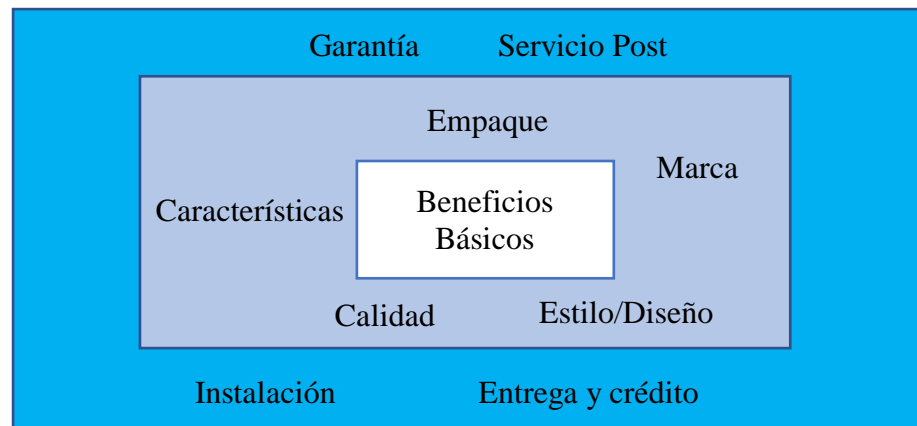 Garantía
Servicio Post
Empaque
Marca
Características
Beneficios
Básicos
Calidad
Estilo/Diseño
Instalación
Entrega y crédito